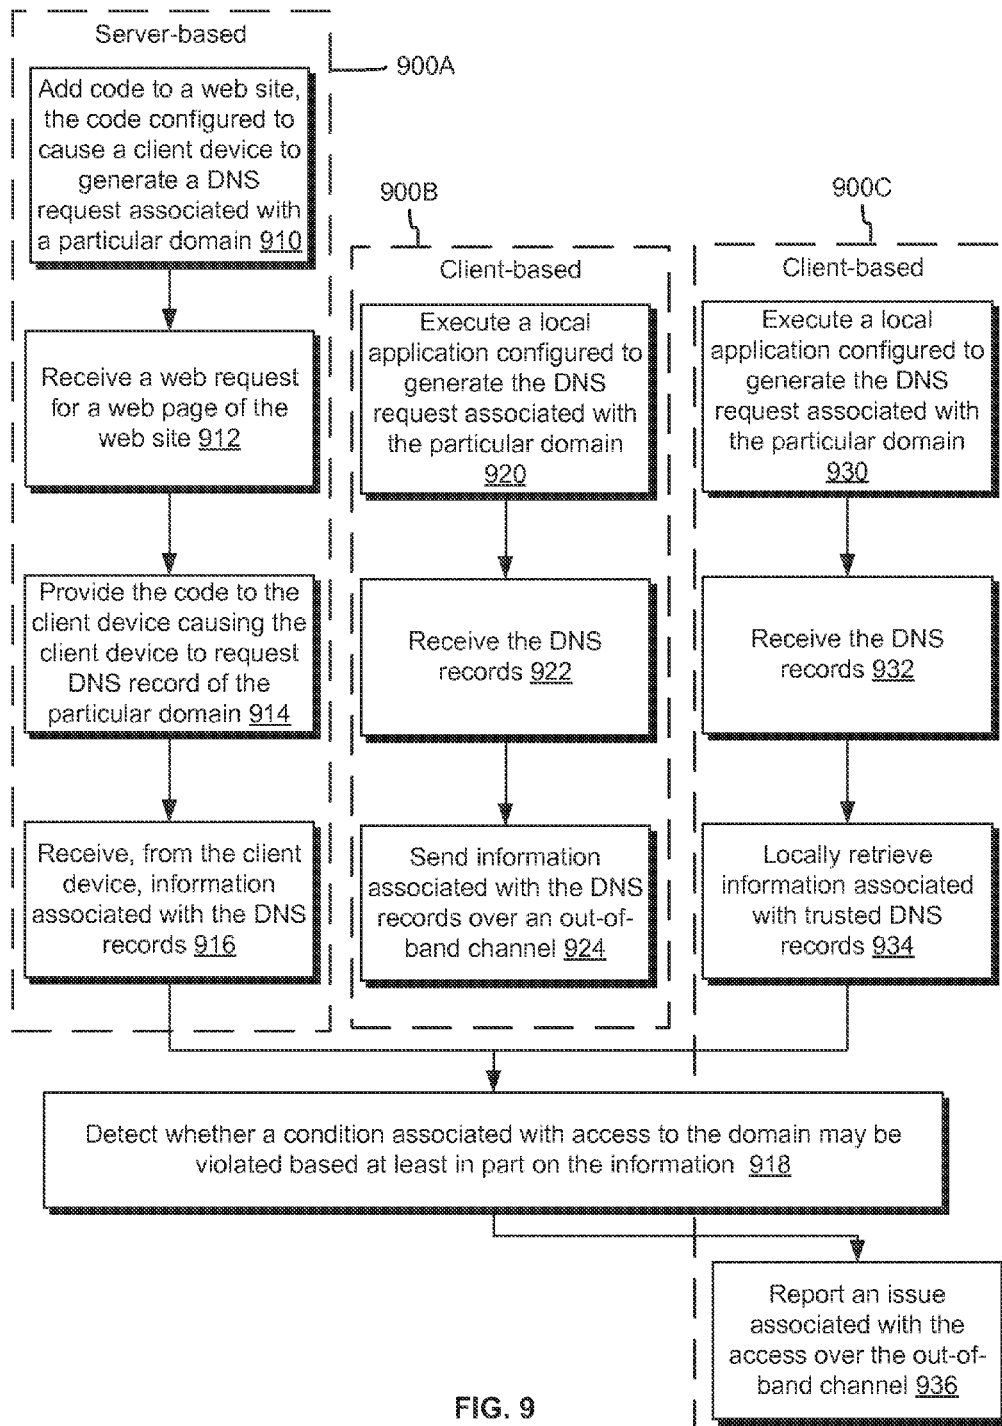 Server-based
900A
Add code to a web site,
the code configured to
cause a client device to
generate a DNS
request associated with
a particular domain 910
Receive a web request
for a web page of the
web site 912
Provide the code to the
client device causing the
client device to request
DNS record of the
particular domain 914
Receive, from the client
device, information
associated with the DNS
records 916
900B
Client-based
Execute a local
application configured to
generate the DNS
request associated with
the particular domain
920
Receive the DNS
records 922
Send information
associated with the DNS
records over an out-of-
band channel 924
900C
Client-based
Execute a local
application configured to
generate the DNS
request associated with
the particular domain
930
Receive the DNS
records 932
Locally retrieve
information associated
with trusted DNS
records 934
Detect whether a condition associated with access to the domain may be
violated based at least in part on the information 918
Report an issue
associated with the
access over the out-of-
band channel 936
FIG. 9